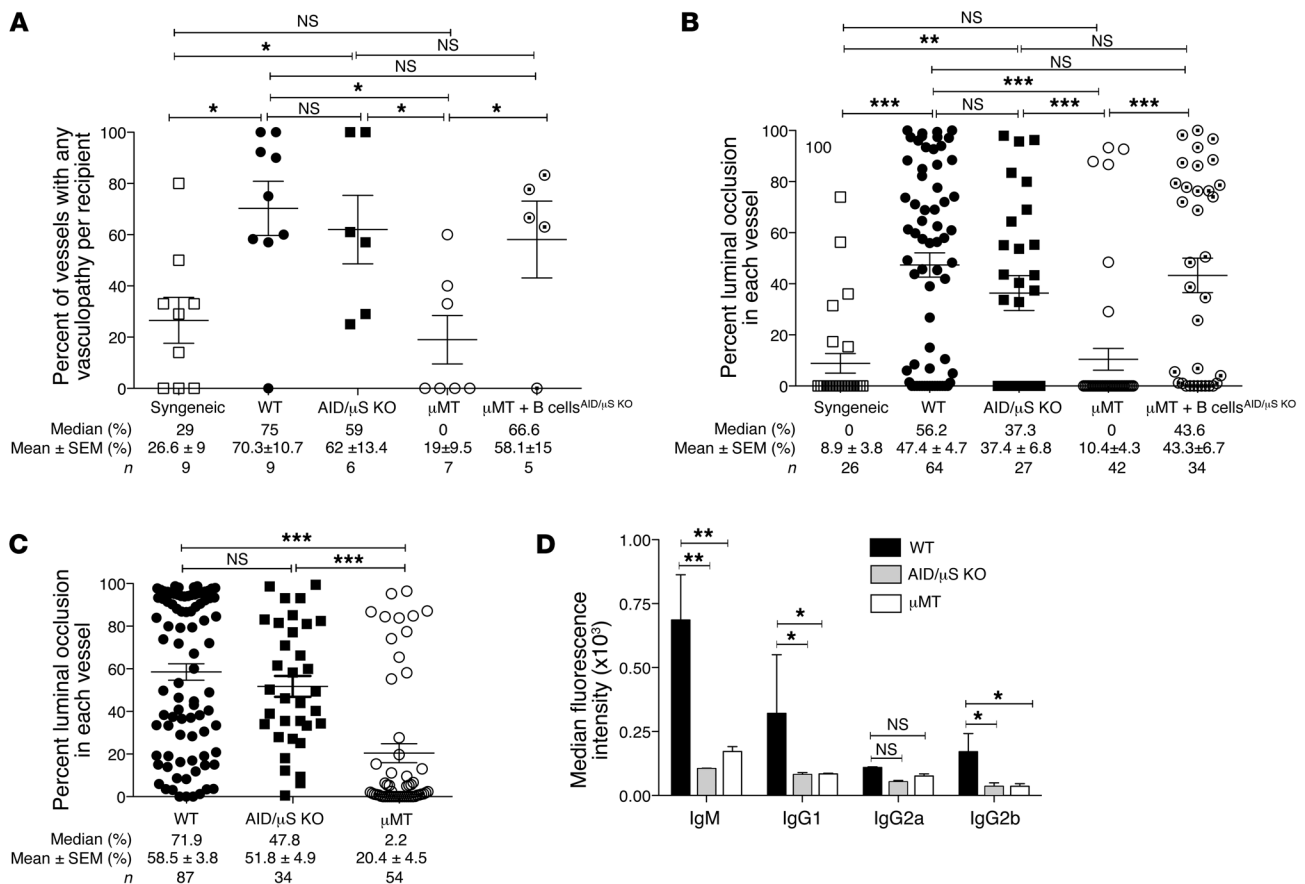 A
NS
*
NS
NS
*
*
NS
*
*
Percent of vessels with any
vasculopathy per recipient
100
80
60
40
20
0
Syngeneic WT AID/μS KO μMT μMT + B cells^AID/μS KO
Median (%) 29 75 59 0 66.6
Mean ± SEM (%) 26.6 ± 9 70.3±10.7 62 ±13.4 19±9.5 58.1±15
n 9 9 6 7 5
B
NS
**
NS
NS
***
***
NS
***
***
Percent luminal occlusion
in each vessel
100
80
60
40
20
0
100
Syngeneic WT AID/μS KO μMT μMT + B cells^AID/μS KO
Median (%) 0 56.2 37.3 0 43.6
Mean ± SEM (%) 8.9 ± 3.8 47.4 ± 4.7 37.4 ± 6.8 10.4±4.3 43.3±6.7
n 26 64 27 42 34
C
***
NS
***
Percent luminal occlusion
in each vessel
100
80
60
40
20
0
WT AID/μS KO μMT
Median (%) 71.9 47.8 2.2
Mean ± SEM (%) 58.5 ± 3.8 51.8 ± 4.9 20.4 ± 4.5
n 87 34 54
D
Median fluorescence
intensity (x10³)
1.00
0.75
0.50
0.25
0.00
**
**
*
*
NS
NS
*
*
WT
AID/μS KO
μMT
IgM IgG1 IgG2a IgG2b